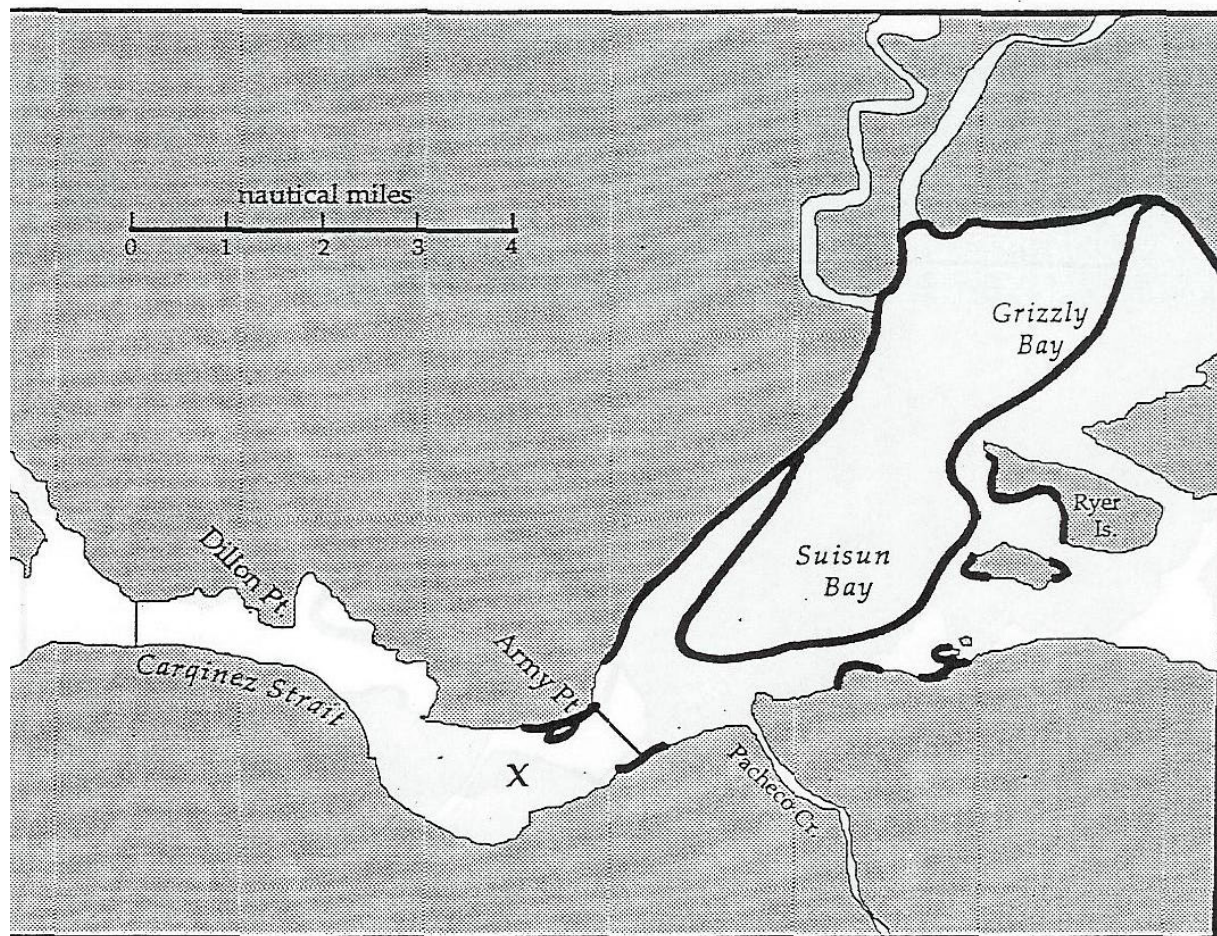 nautical miles
0 1 2 3 4
Grizzly
Bay
Ryer
Is.
Suisun
Bay
Dillon Pt.
Army Pt.
Carqinez Strait
X
Pacheco Cr.